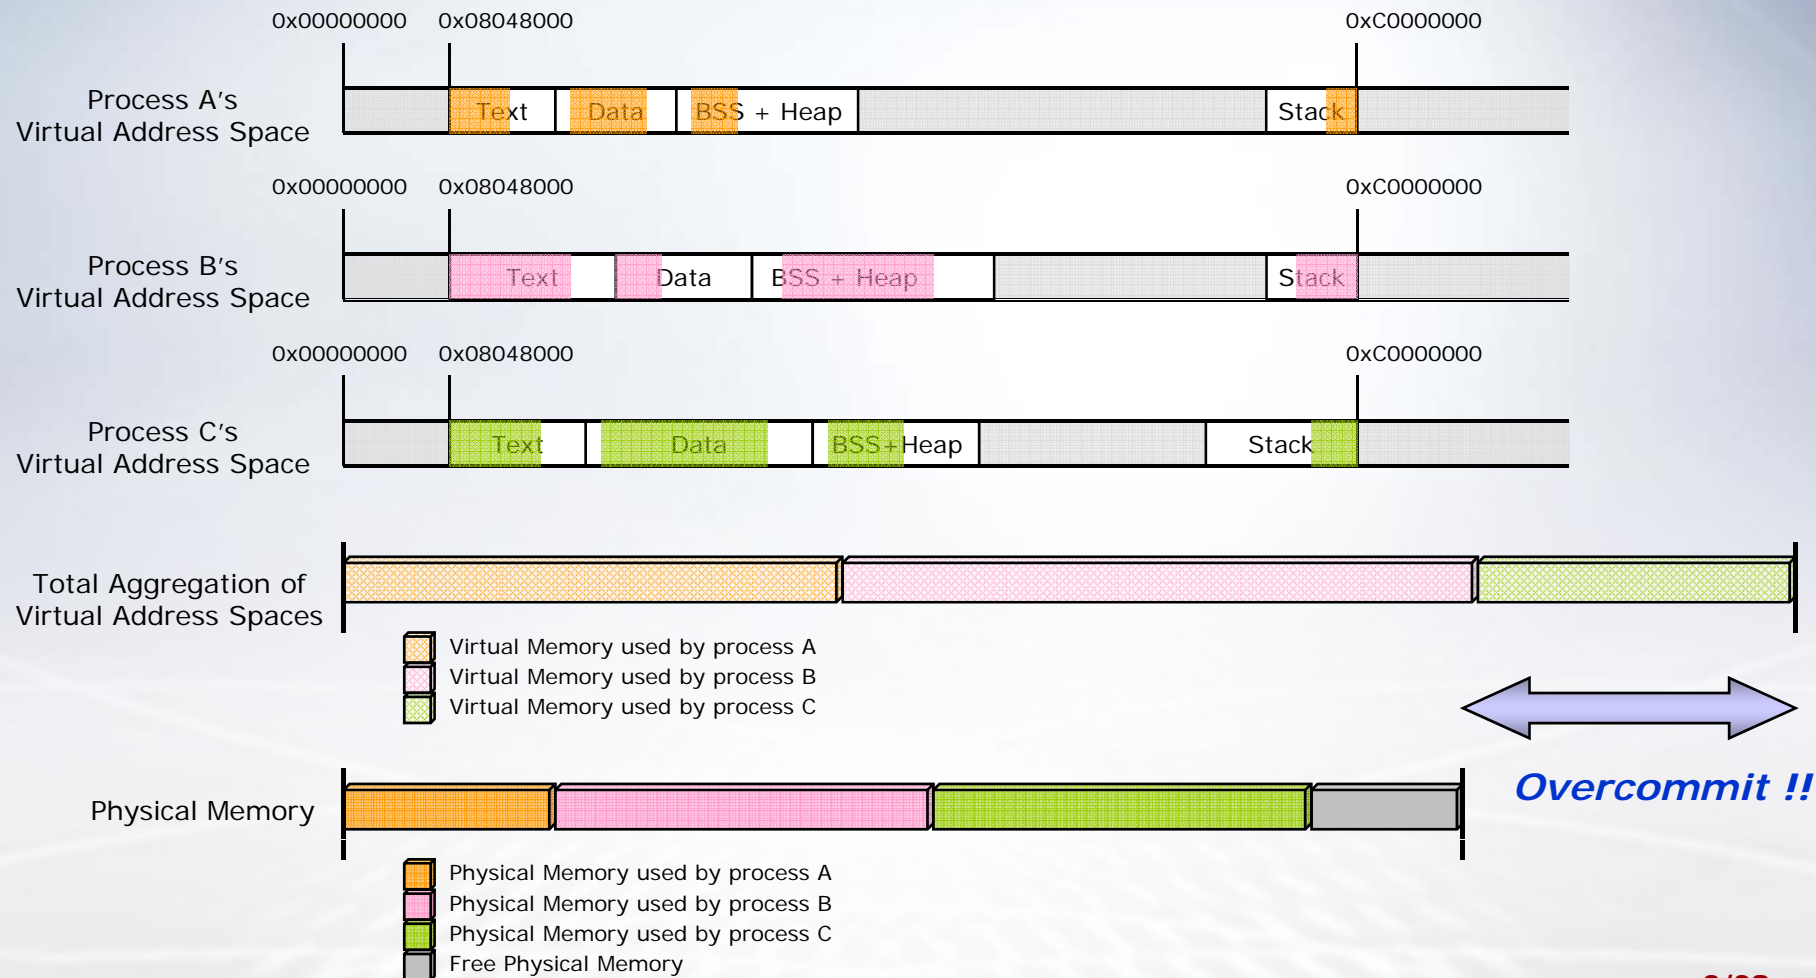 0x00000000 0x08048000 0xC0000000
Process A's
Virtual Address Space
Text Data BSS + Heap Stack
0x00000000 0x08048000 0xC0000000
Process B's
Virtual Address Space
Text Data BSS + Heap Stack
0x00000000 0x08048000 0xC0000000
Process C's
Virtual Address Space
Text Data BSS+Heap Stack
Total Aggregation of
Virtual Address Spaces
Virtual Memory used by process A
Virtual Memory used by process B
Virtual Memory used by process C
Overcommit !!
Physical Memory
Physical Memory used by process A
Physical Memory used by process B
Physical Memory used by process C
Free Physical Memory